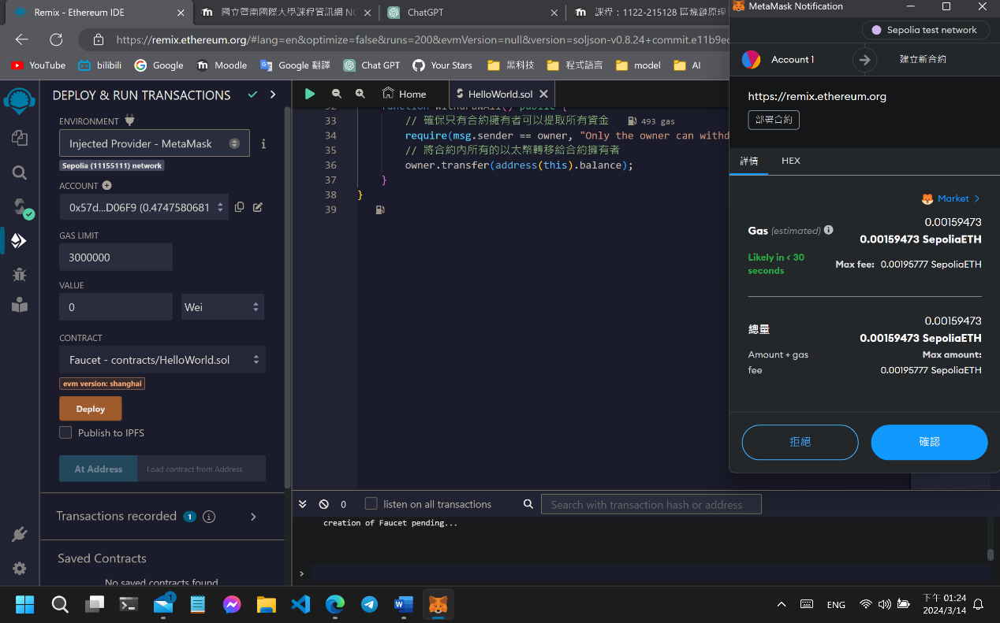 Remix - Ethereum IDE
國立暨南國際大學課程資訊網 NC
ChatGPT
課程：1122-215128 區塊鏈原理
https://remix.ethereum.org/#lang=en&optimize=false&runs=200&evmVersion=null&version=soljson-v0.8.24+commit.e11b9ed
YouTube
bilibili
Google
Moodle
Google 翻譯
Chat GPT
Your Stars
黑科技
程式語言
model
AI
DEPLOY & RUN TRANSACTIONS
ENVIRONMENT
Injected Provider - MetaMask
Sepolia (11155111) network
ACCOUNT
0x57d...D06F9 (0.4747580681
GAS LIMIT
3000000
VALUE
0
Wei
CONTRACT
Faucet - contracts/HelloWorld.sol
evm version: shanghai
Deploy
Publish to IPFS
At Address
Load contract from Address
Transactions recorded 1
Saved Contracts
No saved contracts found
Home
HelloWorld.sol
32 function withdrawAll() public {
33 // 確保只有合約擁有者可以提取所有資金 493 gas
34 require(msg.sender == owner, "Only the owner can withd
35 // 將合約內所有的以太幣轉移給合約擁有者
36 owner.transfer(address(this).balance);
37 }
38 }
39
0
listen on all transactions
Search with transaction hash or address
creation of Faucet pending...
>
MetaMask Notification
Sepolia test network
Account 1
建立新合約
https://remix.ethereum.org
部署合約
詳情
HEX
Market >
0.00159473
Gas (estimated)
0.00159473 SepoliaETH
Likely in < 30
seconds
Max fee: 0.00195777 SepoliaETH
0.00159473
總量
0.00159473 SepoliaETH
Amount + gas
fee
Max amount:
0.00195777 SepoliaETH
拒絕
確認
1
ENG
下午 01:24
2024/3/14